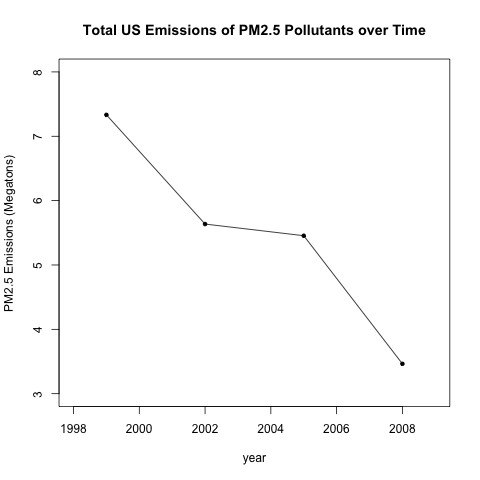 Total US Emissions of PM2.5 Pollutants over Time
PM2.5 Emissions (Megatons)
8
7
6
5
4
3
1998 2000 2002 2004 2006 2008
year